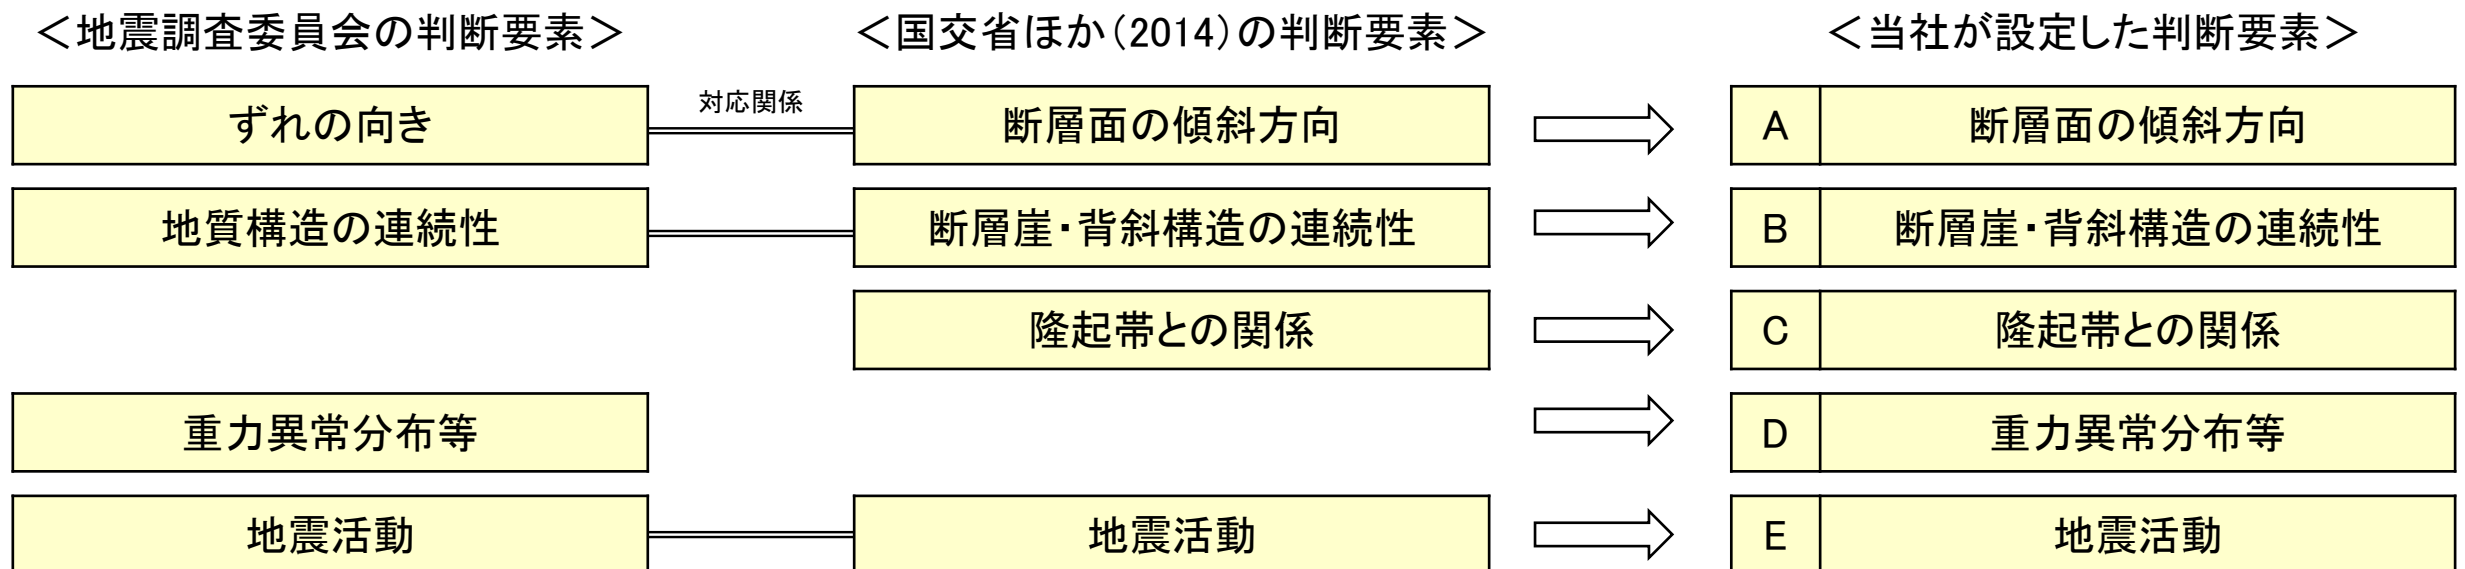 ＜地震調査委員会の判断要素＞
＜国交省ほか（2014）の判断要素＞
＜当社が設定した判断要素＞
ずれの向き
対応関係
断層面の傾斜方向
A
断層面の傾斜方向
地質構造の連続性
断層崖・背斜構造の連続性
B
断層崖・背斜構造の連続性
隆起帯との関係
C
隆起帯との関係
重力異常分布等
D
重力異常分布等
地震活動
地震活動
E
地震活動